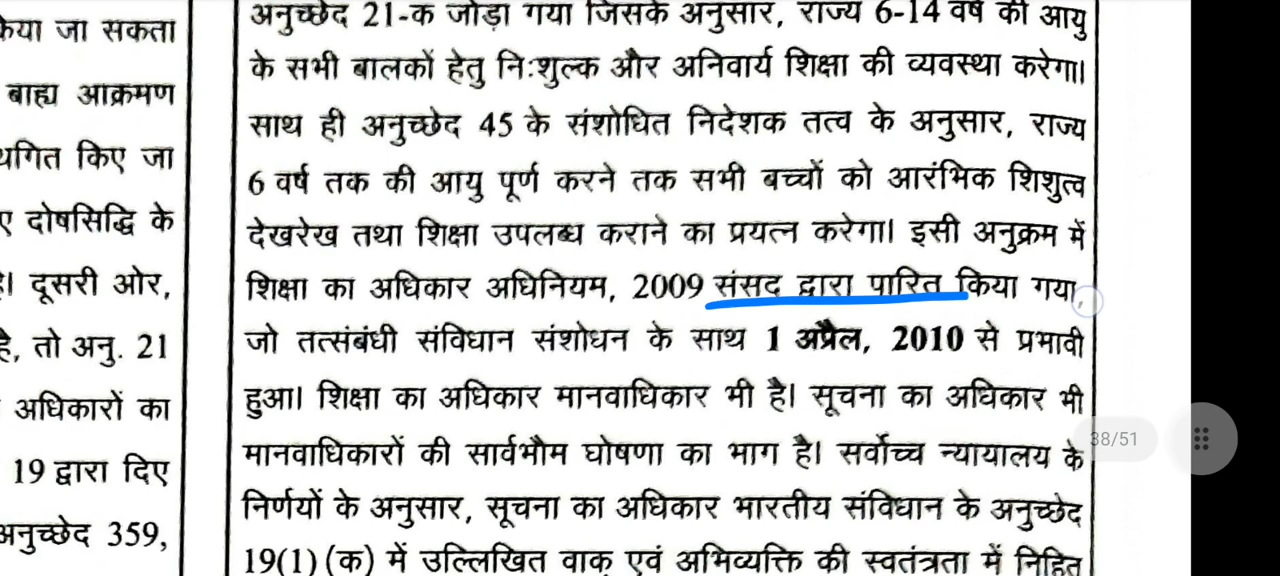 केया जा सकता
बाह्य आक्रमण
थगित किए जा
ए दोषसिद्धि के
है। दूसरी ओर,
है, तो अनु. 21
अधिकारों का
19 द्वारा दिए
अनुच्छेद 359,
अनुच्छेद 21-क जोड़ा गया जिसके अनुसार, राज्य 6-14 वर्ष की आयु
के सभी बालकों हेतु नि:शुल्क और अनिवार्य शिक्षा की व्यवस्था करेगा।
साथ ही अनुच्छेद 45 के संशोधित निदेशक तत्व के अनुसार, राज्य
6 वर्ष तक की आयु पूर्ण करने तक सभी बच्चों को आरंभिक शिशुत्व
देखरेख तथा शिक्षा उपलब्ध कराने का प्रयत्न करेगा। इसी अनुक्रम में
शिक्षा का अधिकार अधिनियम, 2009 संसद द्वारा पारित किया गया,
जो तत्संबंधी संविधान संशोधन के साथ 1 अप्रैल, 2010 से प्रभावी
हुआ। शिक्षा का अधिकार मानवाधिकार भी है। सूचना का अधिकार भी
मानवाधिकारों की सार्वभौम घोषणा का भाग है। सर्वोच्च न्यायालय के
निर्णयों के अनुसार, सूचना का अधिकार भारतीय संविधान के अनुच्छेद
19(1) (क) में उल्लिखित वाक् एवं अभिव्यक्ति की स्वतंत्रता में निहित
38/51